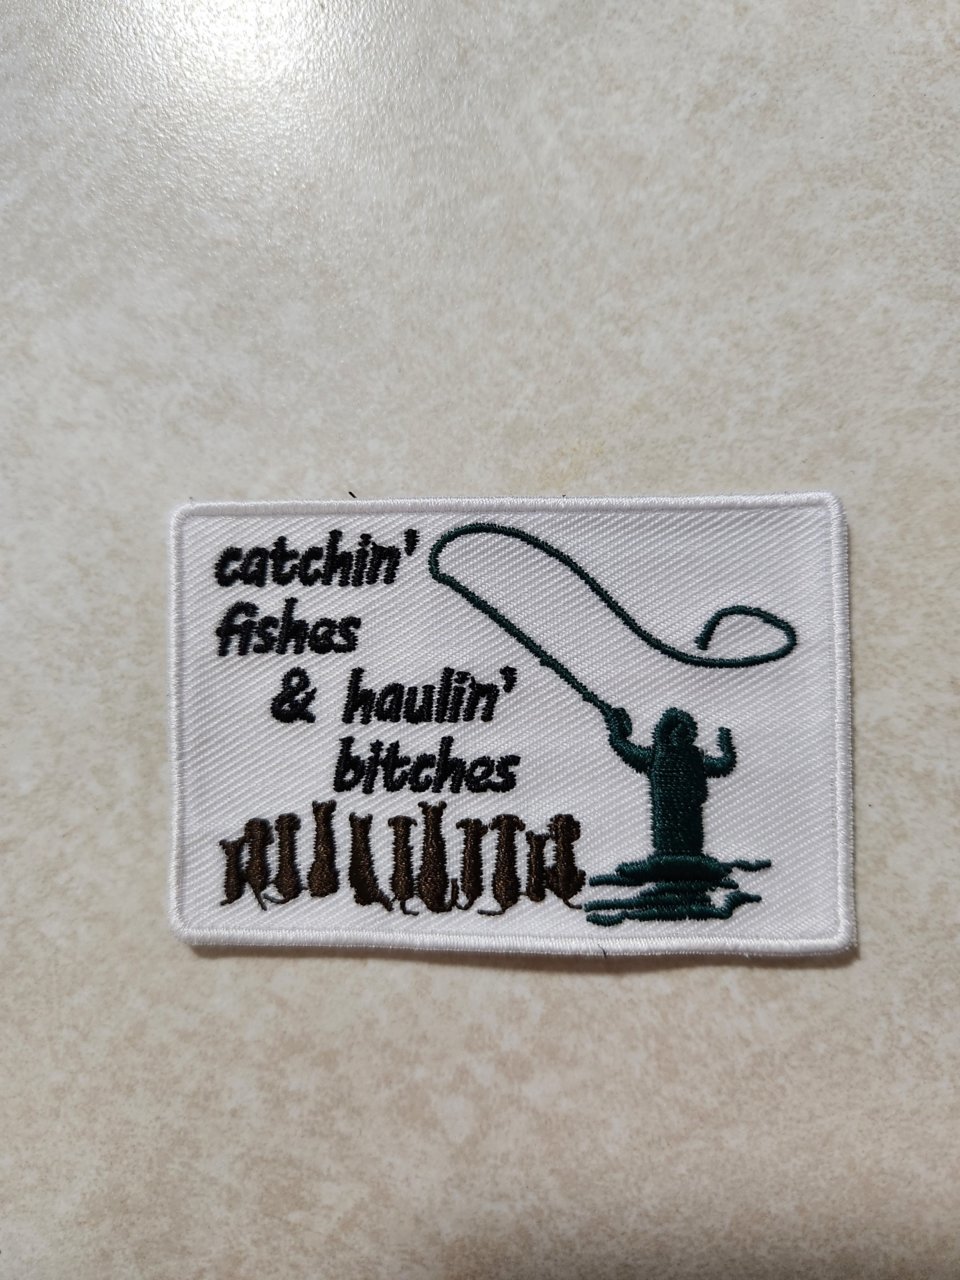 catchin'
fishes
& haulin'
bitches